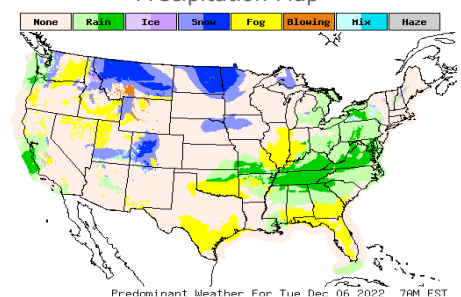 Precipitation Map
None Rain Ice Snow Fog Blowing Mix Haze
Predominant Weather For Tue Dec 06 2022 7AM EST